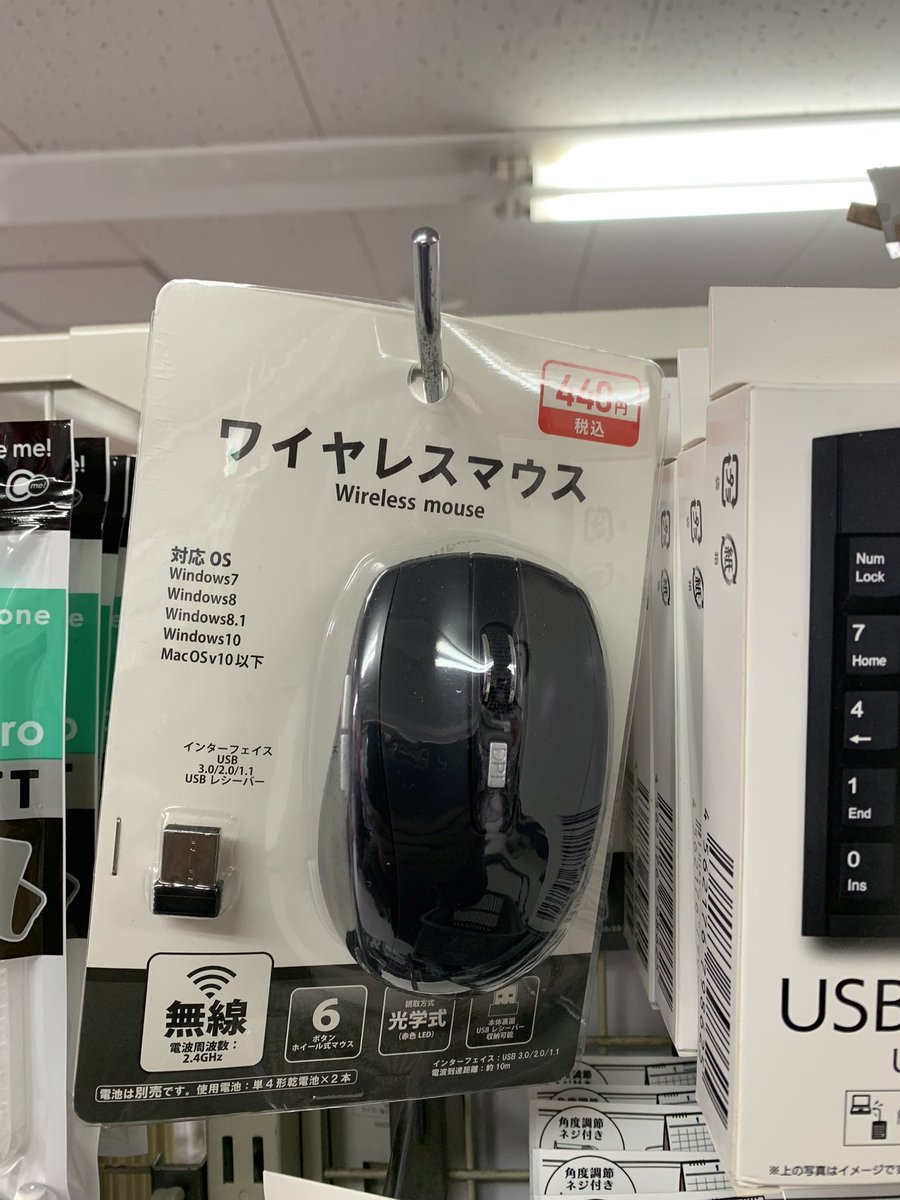 440円
税込
ワイヤレスマウス
Wireless mouse
対応 OS
Windows7
Windows8
Windows8.1
Windows10
MacOSv10 以下
インターフェイス
USB
3.0/2.0/1.1
USB レシーバー
DPI
無線
電波周波数：
2.4GHz
6
ボタン
ホイール式マウス
読取方式
光学式
(赤色 LED)
本体裏面
USB レシーバー
収納可能
インターフェイス：USB 3.0/2.0/1.1
電波到達距離：約 10m
電池は別売です。使用電池：単４形乾電池×２本
e me!
me!
one
ro
T
Num
Lock
7
Home
4
←
1
End
0
Ins
USB
U
※上の写真はイメージです
角度調節
ネジ付き
角度調節
ネジ付き